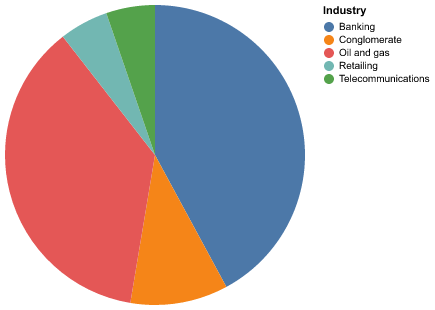 Industry
Banking
Conglomerate
Oil and gas
Retailing
Telecommunications